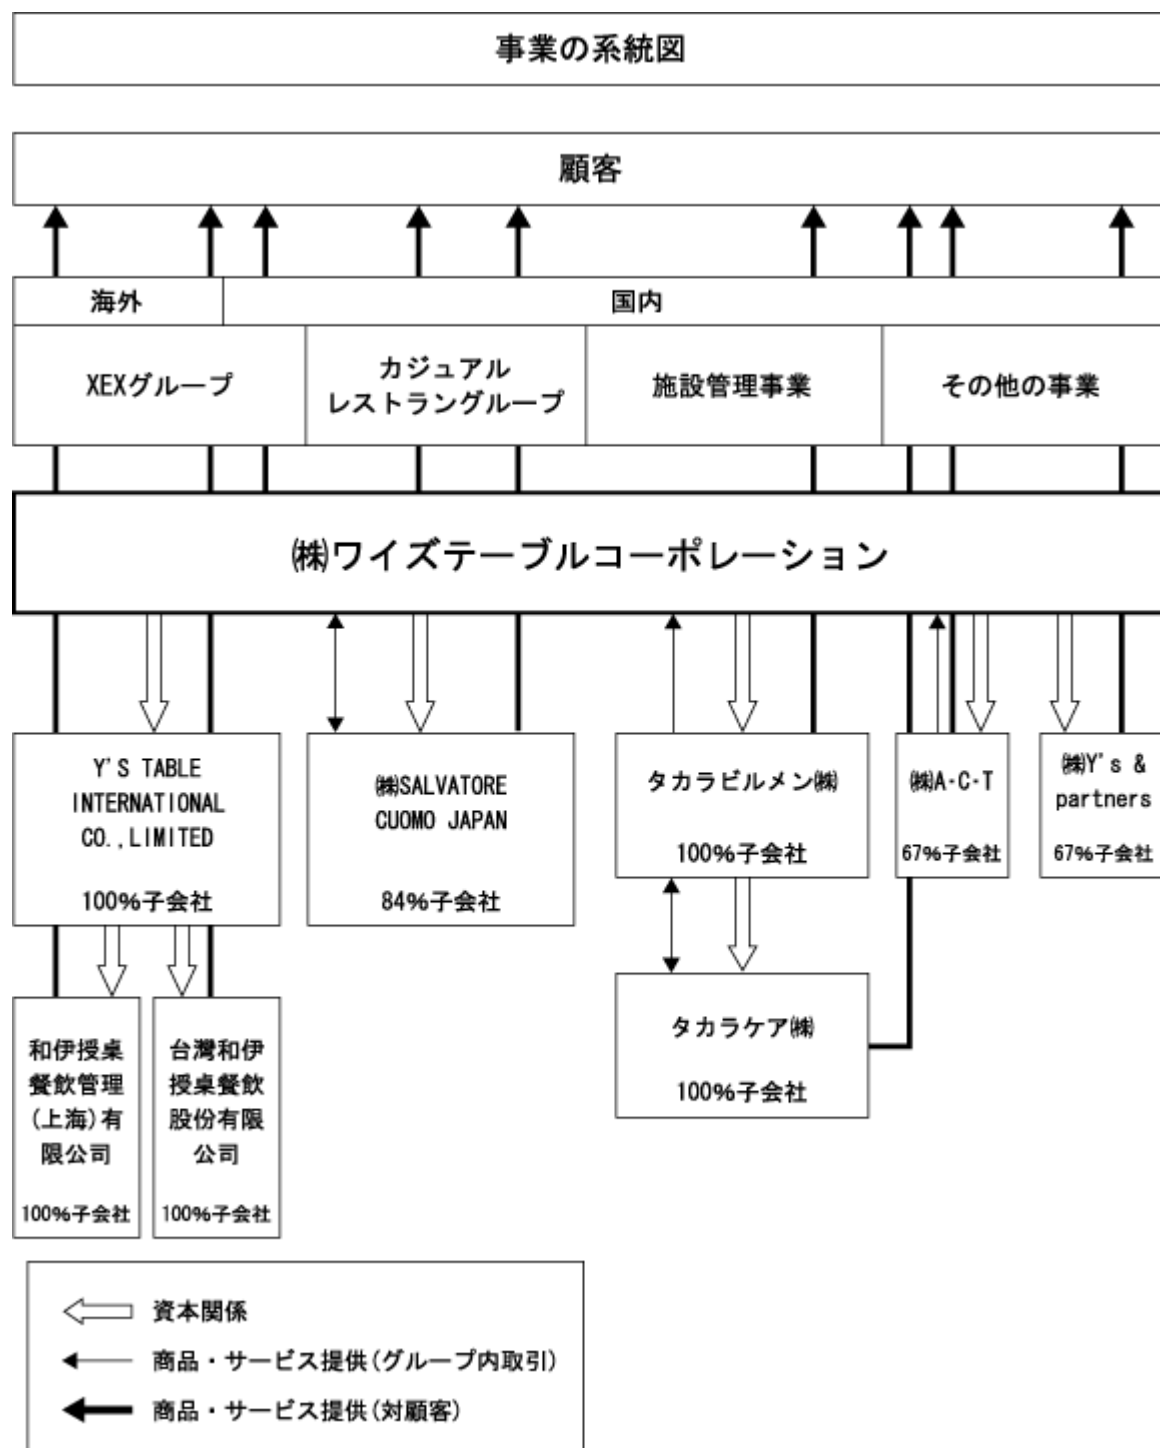 事業の系統図
顧客
海外
国内
XEXグループ
カジュアル
レストラングループ
施設管理事業
その他の事業
㈱ワイズテーブルコーポレーション
Y'S TABLE
INTERNATIONAL
CO.,LIMITED
100%子会社
㈱SALVATORE
CUOMO JAPAN
84%子会社
タカラビルメン㈱
100%子会社
㈱A・C・T
67%子会社
㈱Y's &
partners
67%子会社
和伊授桌
餐飲管理
(上海)有
限公司
100%子会社
台灣和伊
授桌餐飲
股份有限
公司
100%子会社
タカラケア㈱
100%子会社
資本関係
商品・サービス提供(グループ内取引)
商品・サービス提供(対顧客)